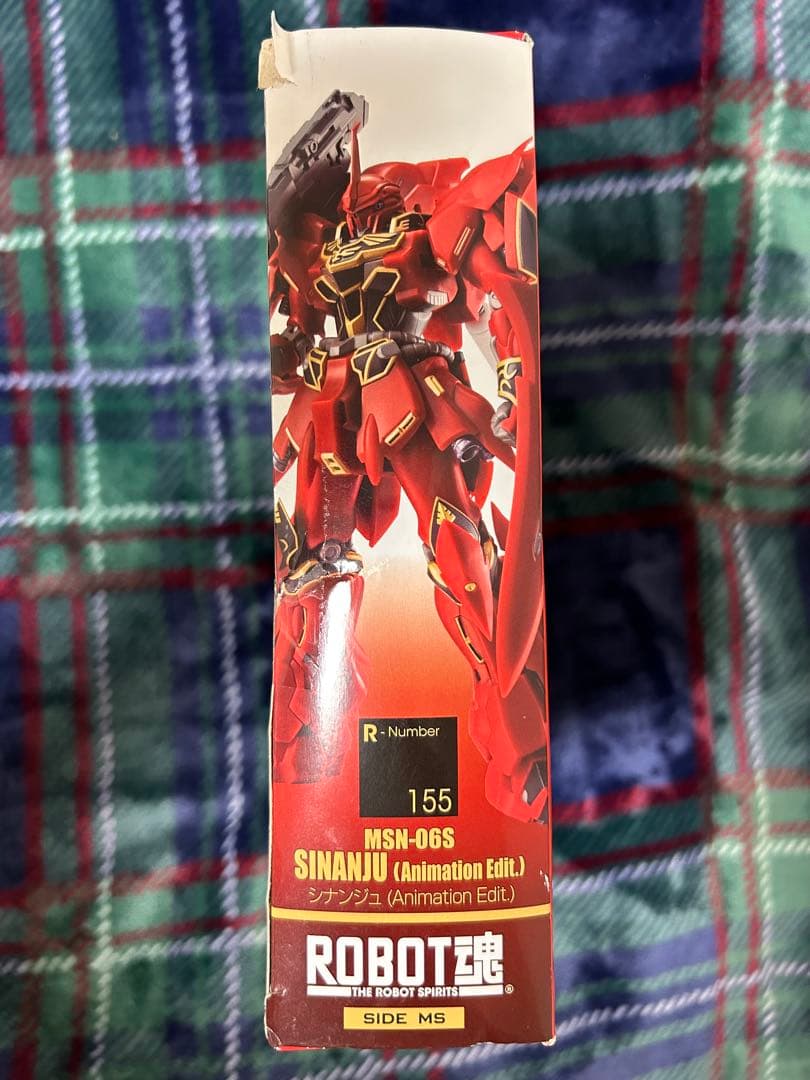 R - Number
155
MSN-06S
SINANJU (Animation Edit.)
シナンジュ (Animation Edit.)
ROBOT魂
THE ROBOT SPIRITS ®
SIDE MS